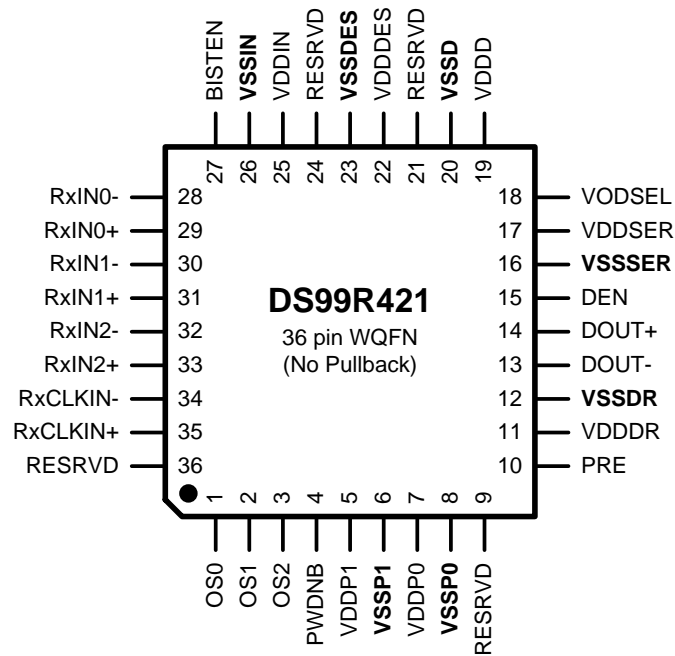 BISTEN
VSSIN
VDDIN
RESRVD
VSSDES
VDDDES
RESRVD
VSSD
VDDD
27
26
25
24
23
22
21
20
19
RxIN0-
28
RxIN0+
29
RxIN1-
30
RxIN1+
31
RxIN2-
32
RxIN2+
33
RxCLKIN-
34
RxCLKIN+
35
RESRVD
36
DS99R421
36 pin WQFN
(No Pullback)
18
VODSEL
17
VDDSER
16
VSSSER
15
DEN
14
DOUT+
13
DOUT-
12
VSSDR
11
VDDDR
10
PRE
1
2
3
4
5
6
7
8
9
OS0
OS1
OS2
PWDNB
VDDP1
VSSP1
VDDP0
VSSP0
RESRVD